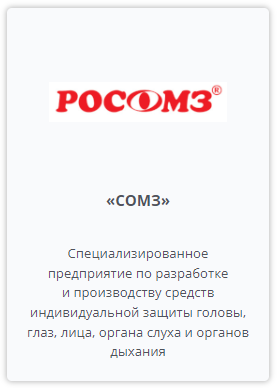 РОСОМЗ®
«СОМЗ»
Специализированное
предприятие по разработке
и производству средств
индивидуальной защиты головы,
глаз, лица, органа слуха и органов
дыхания